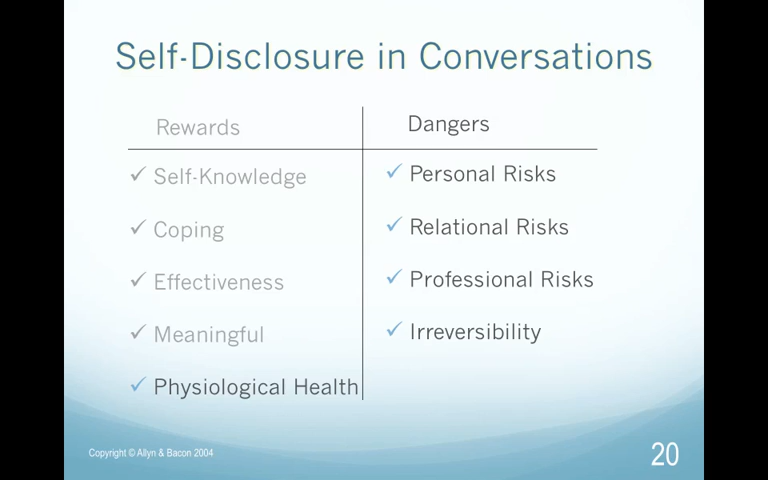 Self-Disclosure in Conversations
Rewards
Dangers
✓ Self-Knowledge
✓ Personal Risks
✓ Coping
✓ Relational Risks
✓ Effectiveness
✓ Professional Risks
✓ Meaningful
✓ Irreversibility
✓ Physiological Health
Copyright © Allyn & Bacon 2004
20